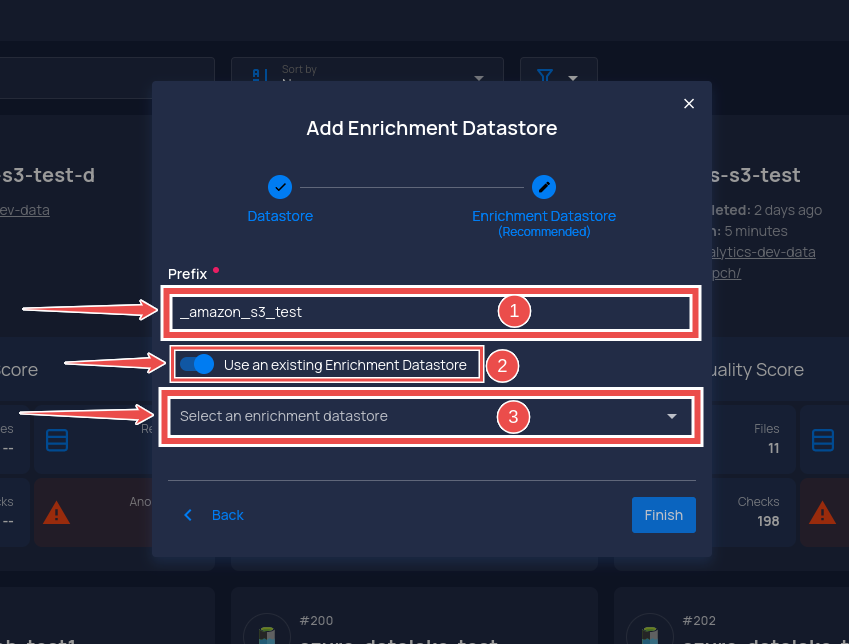 Sort by
Add Enrichment Datastore
-s3-test-d
s-s3-test
Datastore
Enrichment Datastore
(Recommended)
ev-data
leted: 2 days ago
n: 5 minutes
alytics-dev-data
pch/
Prefix
_amazon_s3_test
1
Use an existing Enrichment Datastore
2
core
uality Score
Select an enrichment datastore
3
es
--
Re
Files
11
cks
--
Ano
Checks
198
Back
Finish
#200
#202